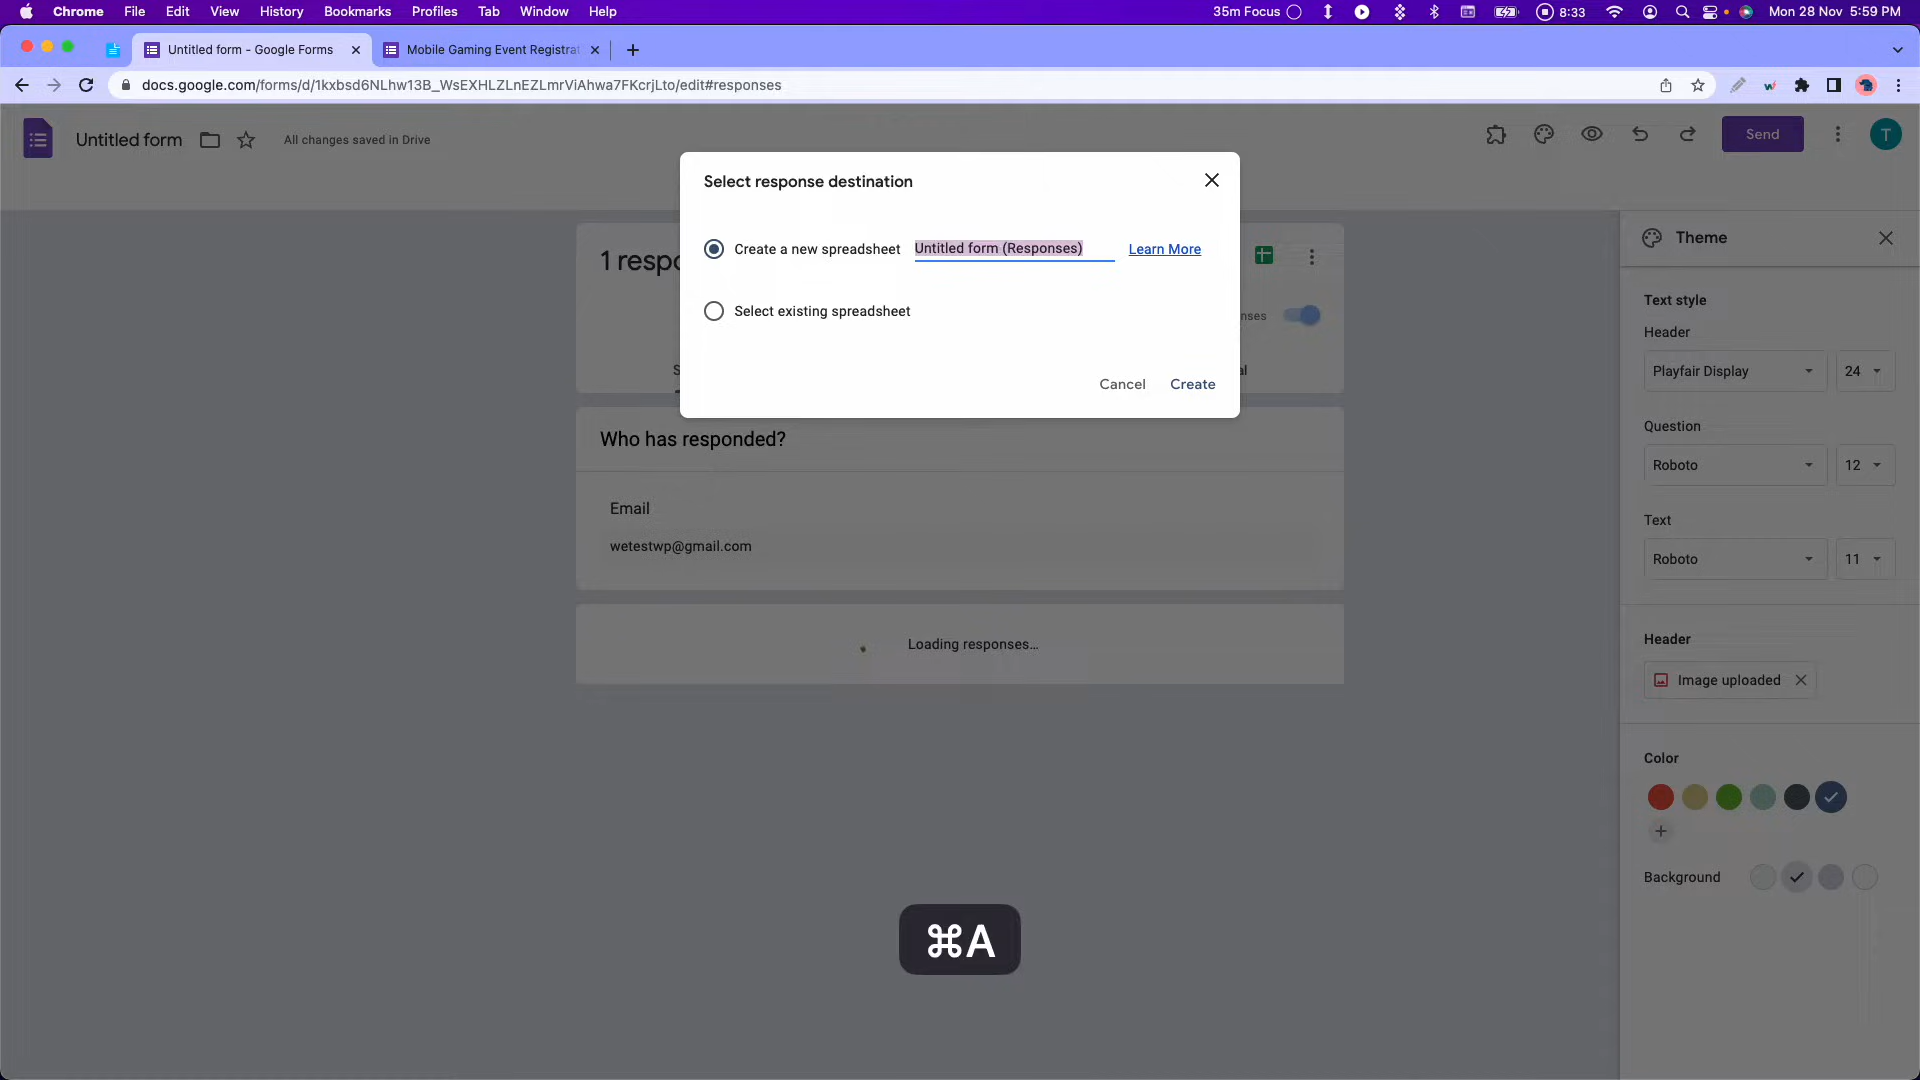 Chrome File Edit View History Bookmarks Profiles Tab Window Help 35m Focus 8:33 Mon 28 Nov 5:59 PM
Untitled form - Google Forms Mobile Gaming Event Registrat
docs.google.com/forms/d/1kxbsd6NLhw13B_WsEXHLZLnEZLmrViAhwa7FKcrjLto/edit#responses
Untitled form All changes saved in Drive Send T
Select response destination
Create a new spreadsheet Untitled form (Responses) Learn More
Select existing spreadsheet
Cancel Create
1 respo
nses
S
al
Who has responded?
Email
wetestwp@gmail.com
Loading responses...
Theme
Text style
Header
Playfair Display 24
Question
Roboto 12
Text
Roboto 11
Header
Image uploaded
Color
Background
⌘A